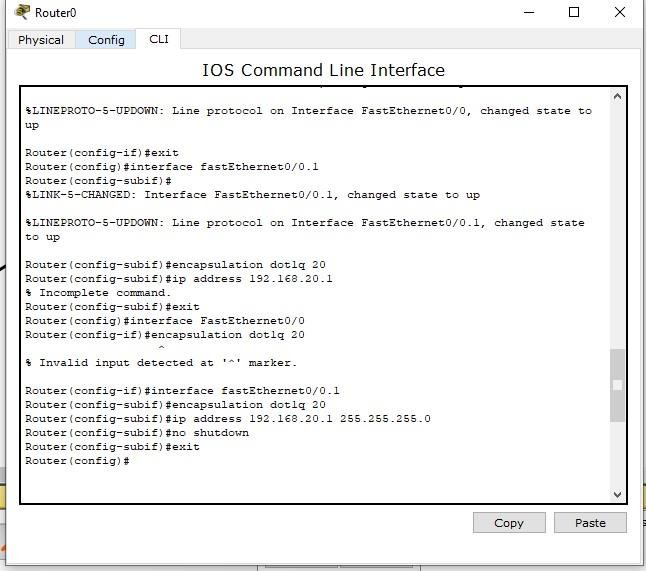 Router0
Physical Config CLI
IOS Command Line Interface
%LINEPROTO-5-UPDOWN: Line protocol on Interface FastEthernet0/0, changed state to
up
Router(config-if)#exit
Router(config)#interface fastEthernet0/0.1
Router(config-subif)#
%LINK-5-CHANGED: Interface FastEthernet0/0.1, changed state to up
%LINEPROTO-5-UPDOWN: Line protocol on Interface FastEthernet0/0.1, changed state
to up
Router(config-subif)#encapsulation dot1q 20
Router(config-subif)#ip address 192.168.20.1
% Incomplete command.
Router(config-subif)#exit
Router(config)#interface FastEthernet0/0
Router(config-if)#encapsulation dot1q 20
^
% Invalid input detected at '^' marker.
Router(config-if)#interface fastEthernet0/0.1
Router(config-subif)#encapsulation dot1q 20
Router(config-subif)#ip address 192.168.20.1 255.255.255.0
Router(config-subif)#no shutdown
Router(config-subif)#exit
Router(config)#
Copy Paste